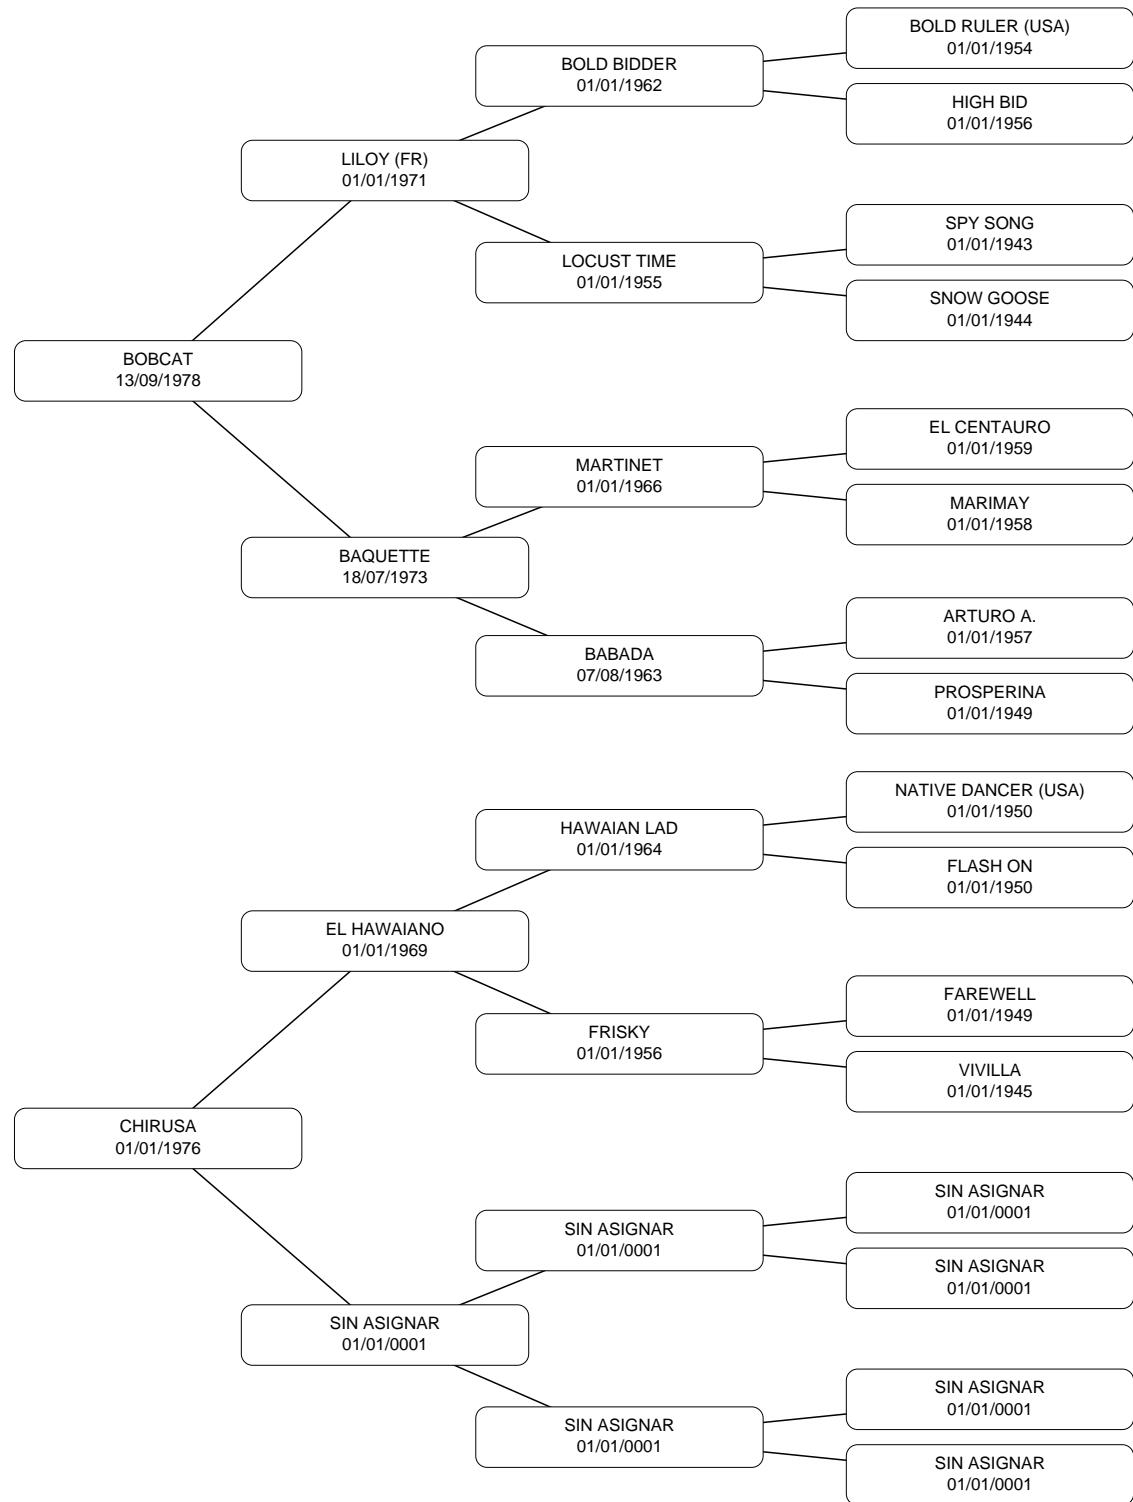 BOLD RULER (USA)
01/01/1954
BOLD BIDDER
01/01/1962
HIGH BID
01/01/1956
LILOY (FR)
01/01/1971
SPY SONG
01/01/1943
LOCUST TIME
01/01/1955
SNOW GOOSE
01/01/1944
BOBCAT
13/09/1978
EL CENTAURO
01/01/1959
MARTINET
01/01/1966
MARIMAY
01/01/1958
BAQUETTE
18/07/1973
ARTURO A.
01/01/1957
BABADA
07/08/1963
PROSPERINA
01/01/1949
NATIVE DANCER (USA)
01/01/1950
HAWAIAN LAD
01/01/1964
FLASH ON
01/01/1950
EL HAWAIANO
01/01/1969
FAREWELL
01/01/1949
FRISKY
01/01/1956
VIVILLA
01/01/1945
CHIRUSA
01/01/1976
SIN ASIGNAR
01/01/0001
SIN ASIGNAR
01/01/0001
SIN ASIGNAR
01/01/0001
SIN ASIGNAR
01/01/0001
SIN ASIGNAR
01/01/0001
SIN ASIGNAR
01/01/0001
SIN ASIGNAR
01/01/0001